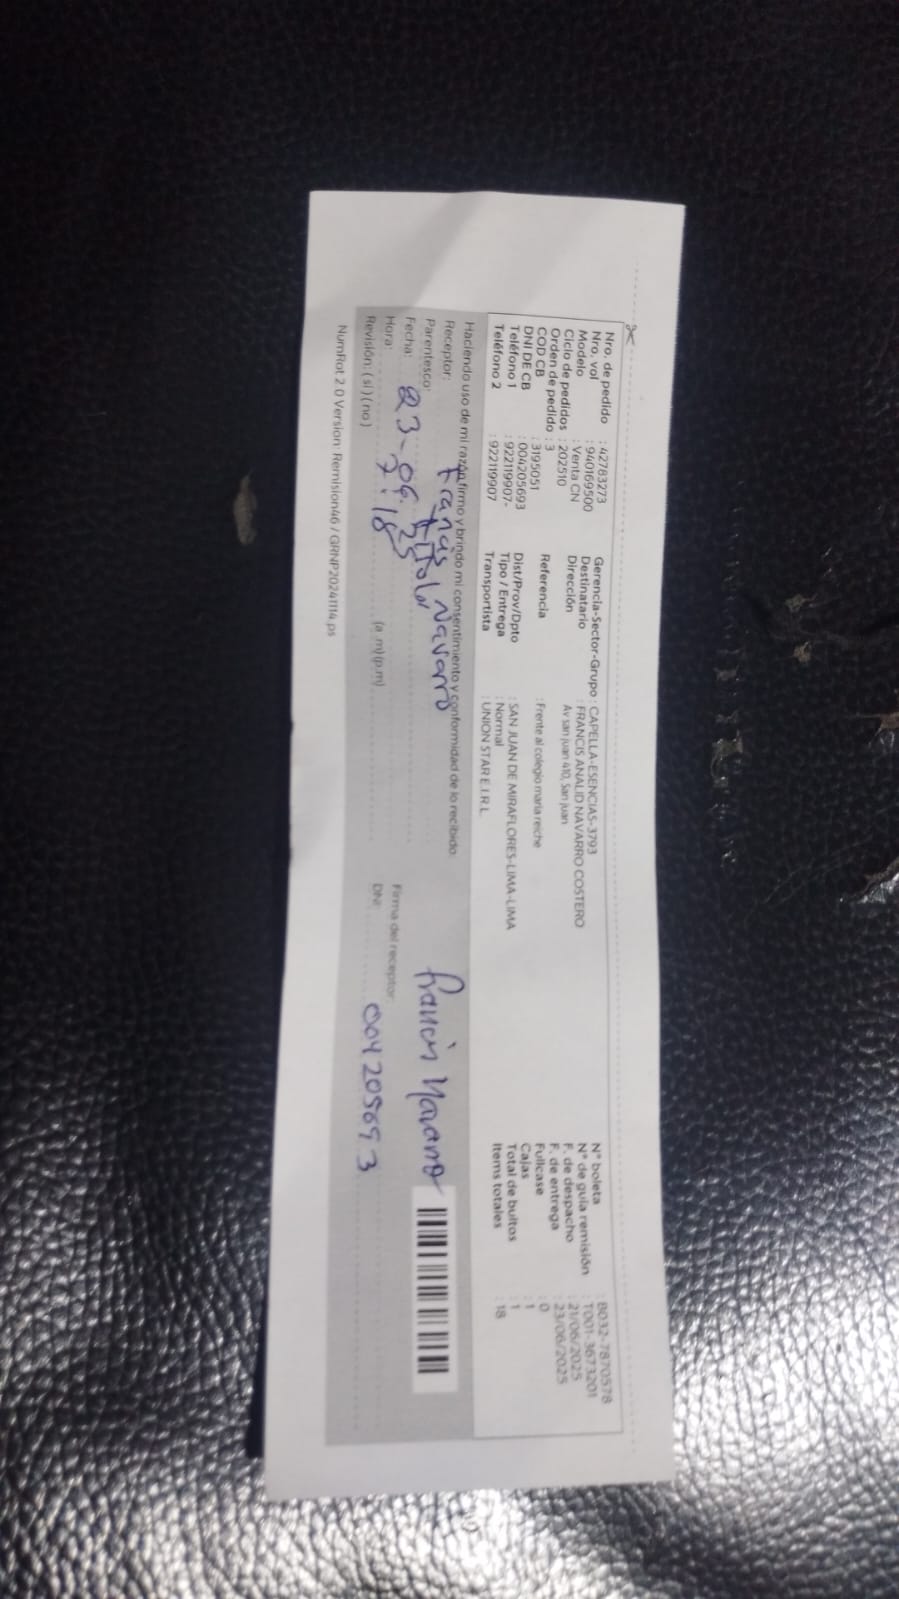 Nro. de pedido : 42783273
Nro. vol : 940169500
Modelo : Venta CN
Ciclo de pedidos : 202510
Orden de pedido : 3
COD CB : 3195051
DNI DE CB : 004205693
Teléfono 1 : 922119907-
Teléfono 2 : 922119907
Gerencia-Sector-Grupo : CAPELLA-ESENCIAS-3793
Destinatario : FRANCIS ANALID NAVARRO COSTERO
Dirección Av san juan 410, San juan
Referencia : Frente al colegio maria reiche
Dist/Prov/Dpto : SAN JUAN DE MIRAFLORES-LIMA-LIMA
Tipo / Entrega : Normal
Transportista : UNION STAR E.I.R.L.
N° boleta : B032-7870578
N° de guía remisión : T001-3673201
F. de despacho : 21/06/2025
F. de entrega : 23/06/2025
Fullcase : 0
Cajas : 1
Total de bultos : 1
Items totales : 18
Haciendo uso de mi razón firmo y brindo mi consentimiento y conformidad de lo recibido:
Receptor: Francis Navarro
Parentesco: titular
Fecha: 23-06-25
Hora: 7:18 (a.m) (p.m)
Revisión: ( si ) ( no )
Firma del receptor: Francis Navarro
DNI: 004205693
NumRot 2.0 Version: Remision46 / GRNP20241114.ps